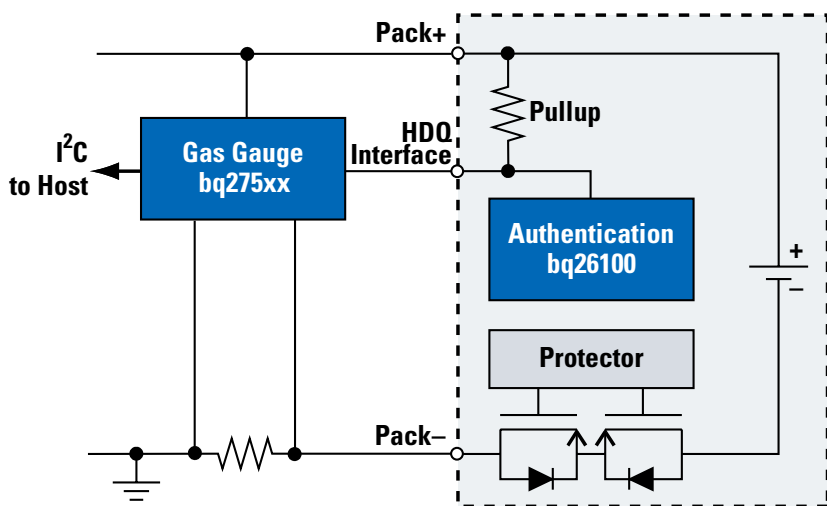 Pack+
Pullup
HDQ
Interface
I²C
to Host
Gas Gauge
bq275xx
Authentication
bq26100
+
–
Protector
Pack–